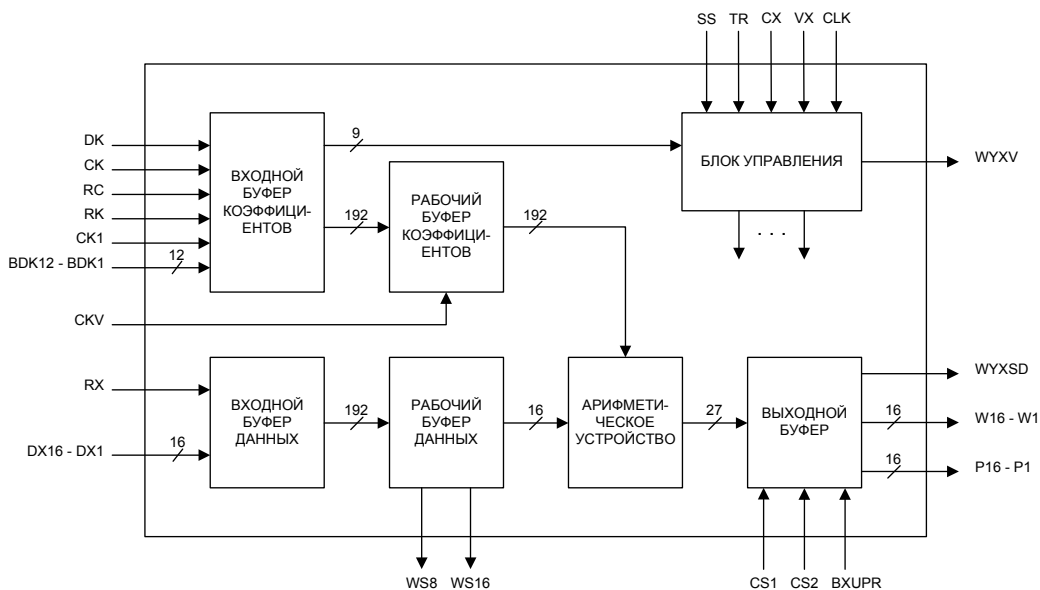 SS TR CX VX CLK
DK
CK
RC
RK
CK1
BDK12 - BDK1
12
CKV
ВХОДНОЙ
БУФЕР
КОЭФФИЦИ-
ЕНТОВ
9
192
РАБОЧИЙ
БУФЕР
КОЭФФИЦИ-
ЕНТОВ
192
БЛОК УПРАВЛЕНИЯ
. . .
WYXV
RX
DX16 - DX1
16
ВХОДНОЙ
БУФЕР
ДАННЫХ
192
РАБОЧИЙ
БУФЕР
ДАННЫХ
16
АРИФМЕТИ-
ЧЕСКОЕ
УСТРОЙСТВО
27
ВЫХОДНОЙ
БУФЕР
WYXSD
16
W16 - W1
16
P16 - P1
WS8 WS16
CS1 CS2 BXUPR